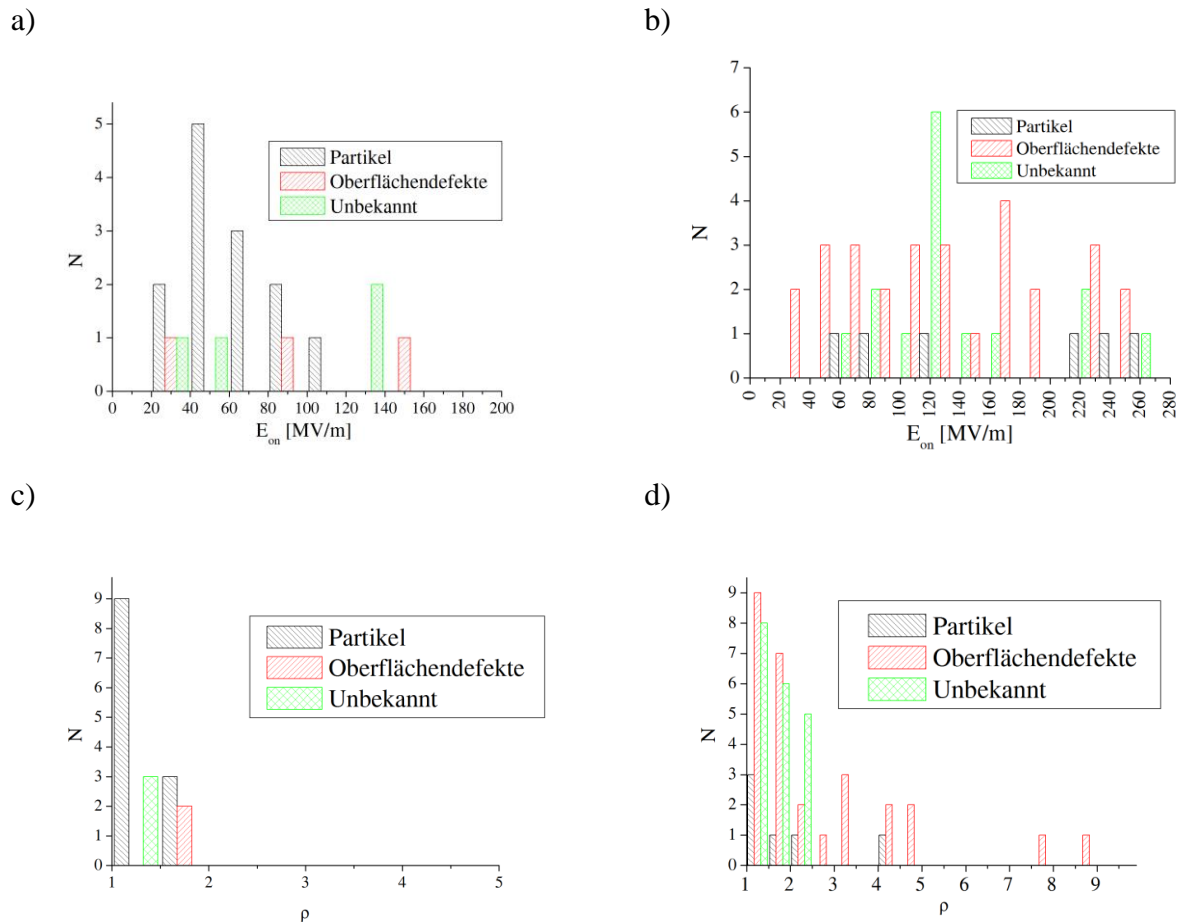 a)
N
5
4
3
2
1
0
Partikel
Oberflächendefekte
Unbekannt
0 20 40 60 80 100 120 140 160 180 200
E_on [MV/m]
b)
N
7
6
5
4
3
2
1
0
Partikel
Oberflächendefekte
Unbekannt
0 20 40 60 80 100 120 140 160 180 200 220 240 260 280
E_on [MV/m]
c)
N
9
8
7
6
5
4
3
2
1
0
Partikel
Oberflächendefekte
Unbekannt
1 2 3 4 5
ρ
d)
N
9
8
7
6
5
4
3
2
1
0
Partikel
Oberflächendefekte
Unbekannt
1 2 3 4 5 6 7 8 9
ρ